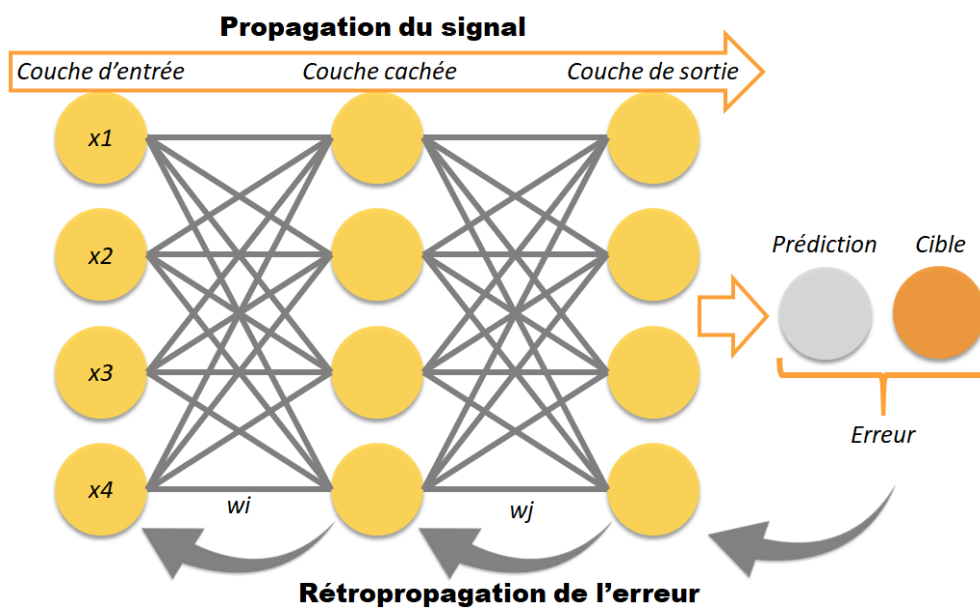 Propagation du signal
Couche d'entrée Couche cachée Couche de sortie
x1
x2
x3
x4
Prédiction Cible
Erreur
wi wj
Rétropropagation de l'erreur